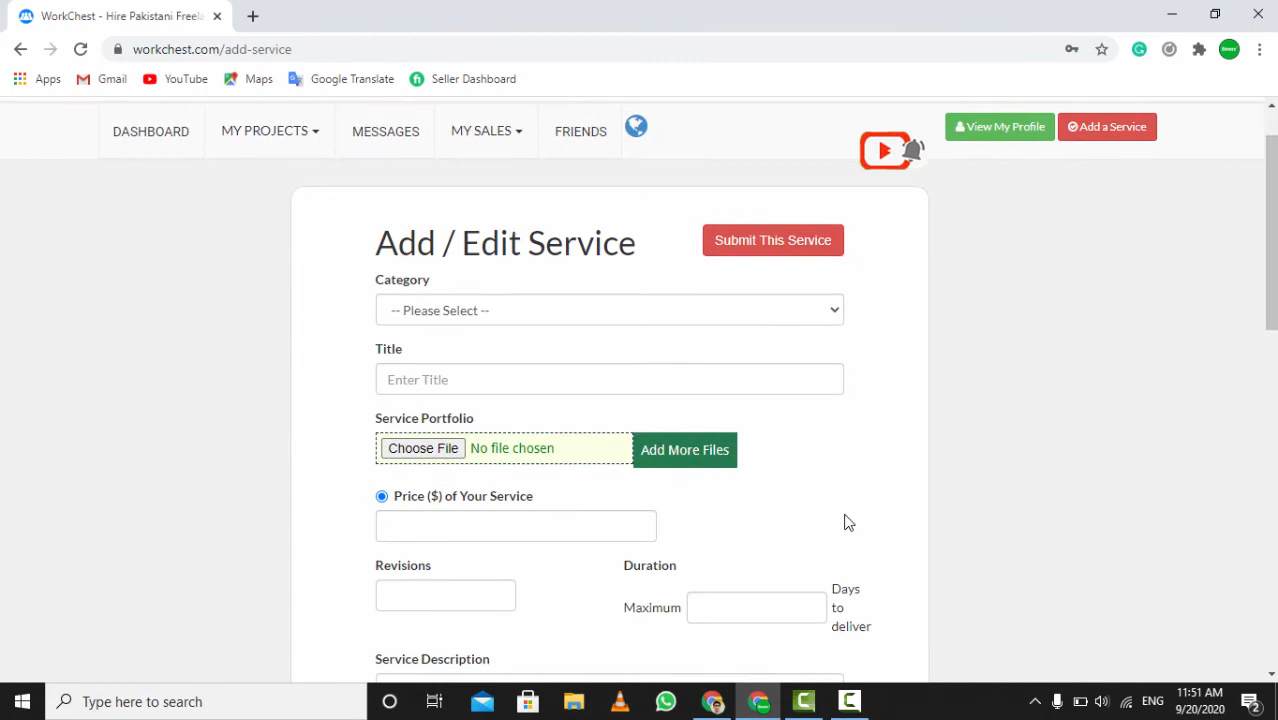 WorkChest - Hire Pakistani Freela
workchest.com/add-service
Apps Gmail YouTube Maps Google Translate Seller Dashboard
DASHBOARD MY PROJECTS MESSAGES MY SALES FRIENDS View My Profile Add a Service
Add / Edit Service Submit This Service
Category
-- Please Select --
Title
Enter Title
Service Portfolio
Choose File No file chosen Add More Files
Price ($) of Your Service
Revisions Duration
Maximum Days
to
deliver
Service Description
Type here to search ENG 11:51 AM
9/20/2020 2